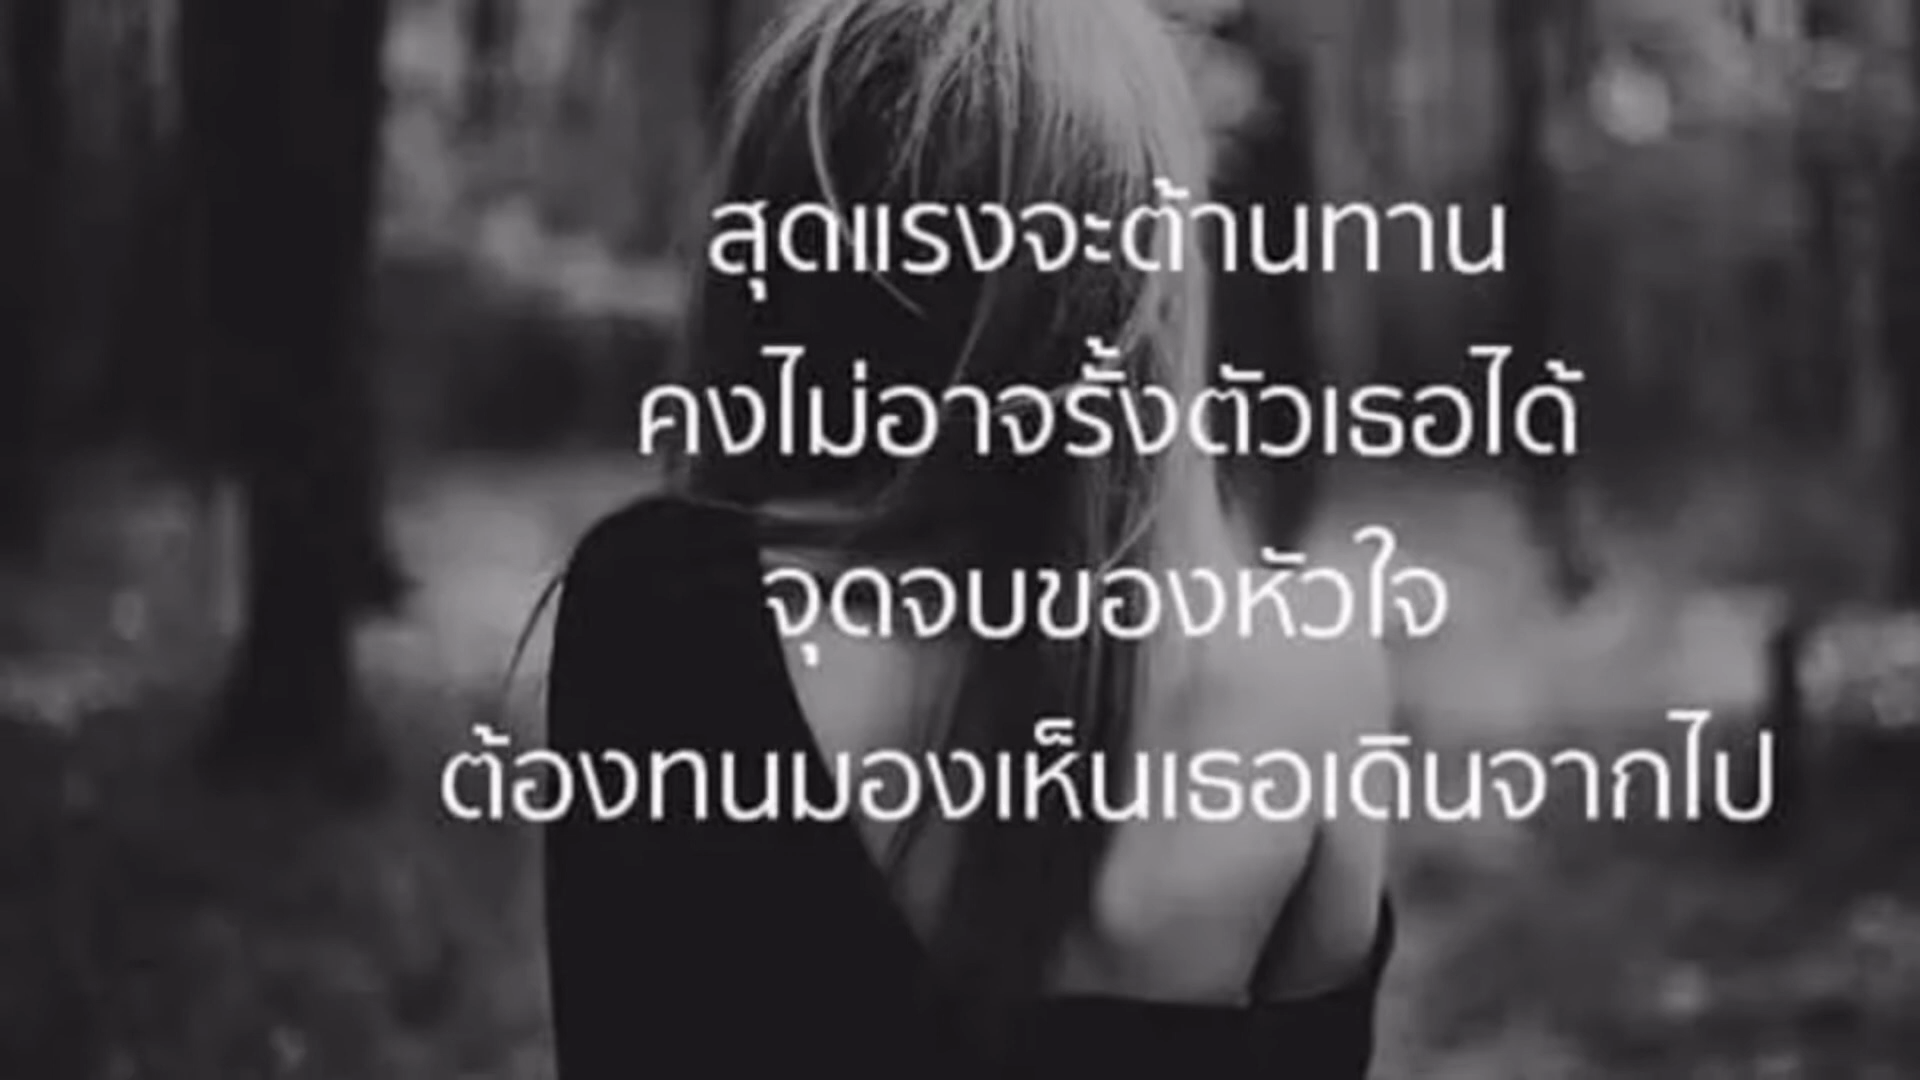 สุดแรงจะต้านทาน
คงไม่อาจรั้งตัวเธอได้
จุดจบของหัวใจ
ต้องทนมองเห็นเธอเดินจากไป